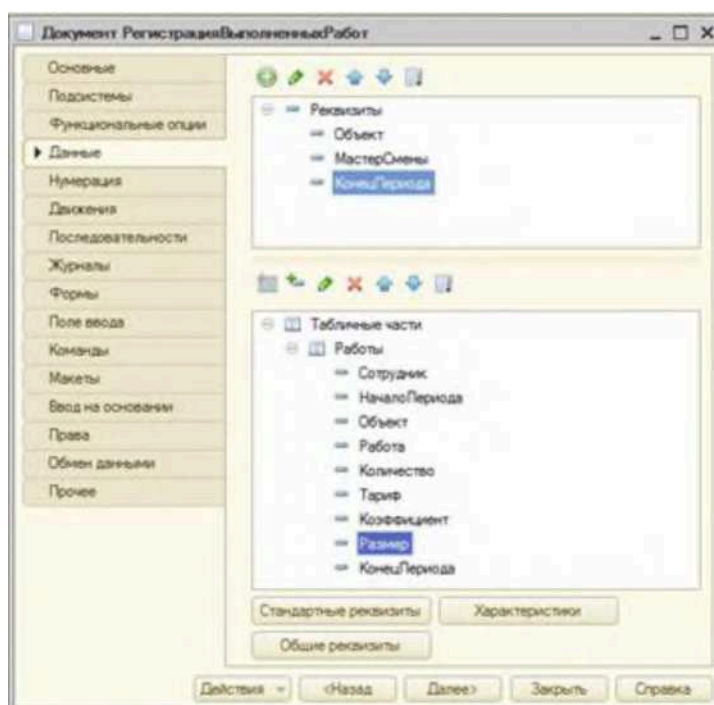 Документ РегистрацияВыполненныхРабот
Основные
Подсистемы
Функциональные опции
Данные
Нумерация
Движения
Последовательности
Журналы
Формы
Поле ввода
Команды
Макеты
Ввод на основании
Права
Обмен данными
Прочее
Реквизиты
Объект
МастерСмены
КонецПериода
Табличные части
Работы
Сотрудник
НачалоПериода
Объект
Работа
Количество
Тариф
Коэффициент
Размер
КонецПериода
Стандартные реквизиты
Характеристики
Общие реквизиты
Действия
<Назад
Далее>
Закрыть
Справка